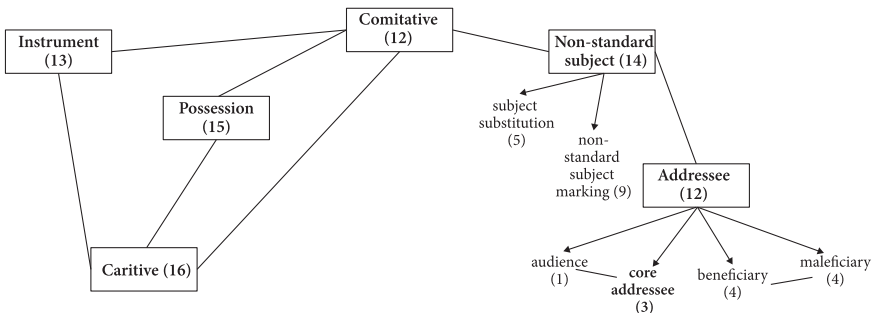 Comitative
(12)
Instrument
(13)
Non-standard
subject (14)
Possession
(15)
subject
substitution
(5)
non-
standard
subject
marking (9)
Addressee
(12)
Caritive (16)
audience
(1)
core
addressee
(3)
beneficiary
(4)
maleficiary
(4)